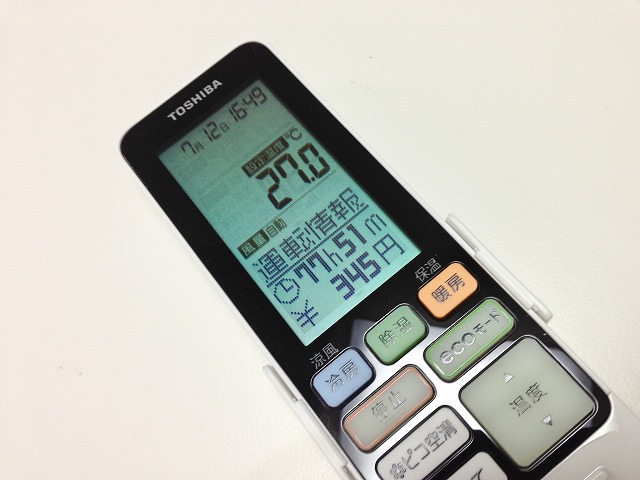 TOSHIBA
7月12日 16:49
設定温度 ℃
27.0
風量 自動
運転情報
77h51m
¥ 345円
保温
暖房
除湿
ecoモード
涼風
冷房
停止
温度
ピコ空清